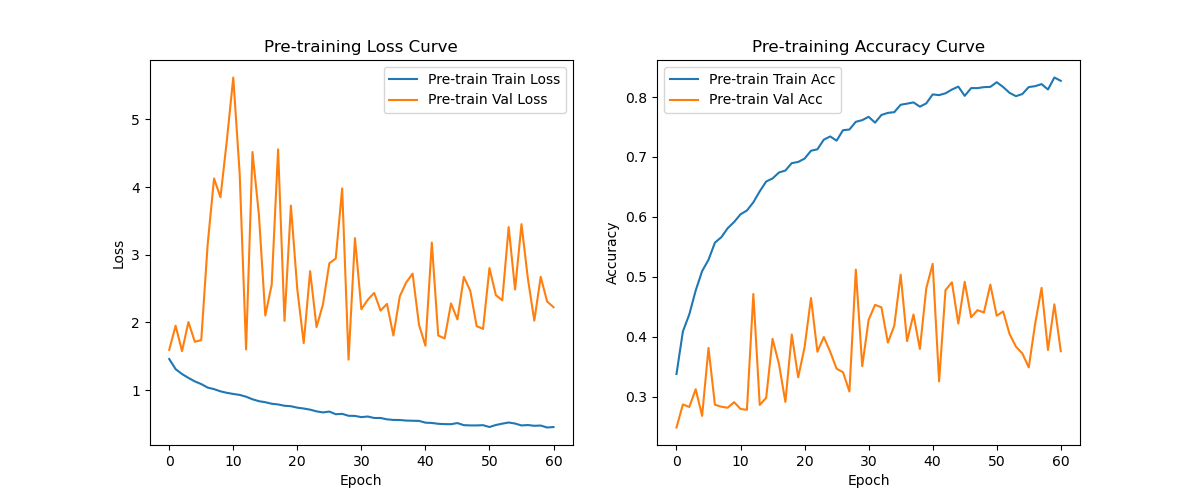 Pre-training Loss Curve
Pre-train Train Loss
Pre-train Val Loss
5
4
3
2
1
Loss
0
10
20
30
40
50
60
Epoch
Pre-training Accuracy Curve
Pre-train Train Acc
Pre-train Val Acc
0.8
0.7
0.6
0.5
0.4
0.3
Accuracy
0
10
20
30
40
50
60
Epoch